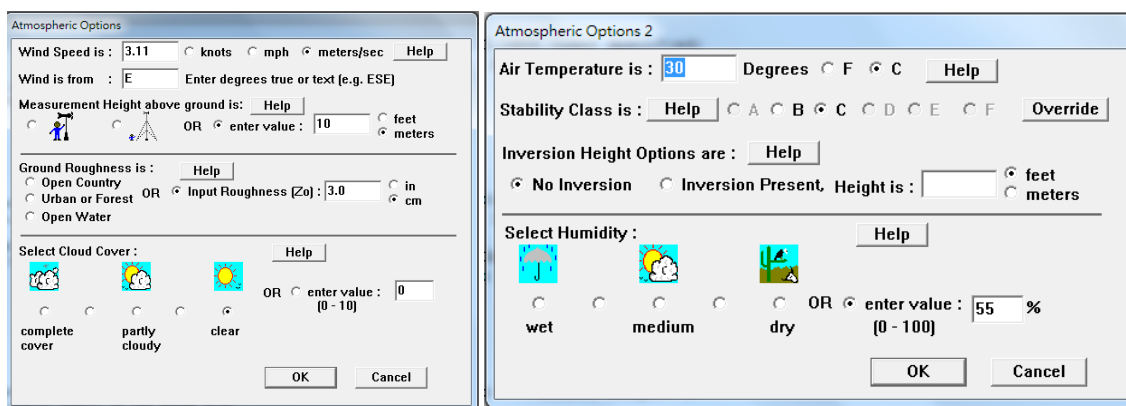 Atmospheric Options
Wind Speed is : 3.11 knots mph meters/sec Help
Wind is from : E Enter degrees true or text (e.g. ESE)
Measurement Height above ground is: Help
OR enter value : 10 feet
meters
Ground Roughness is : Help
Open Country
Urban or Forest OR Input Roughness (Zo) : 3.0 in
cm
Open Water
Select Cloud Cover : Help
OR enter value : 0
(0 - 10)
complete cover partly cloudy clear
OK Cancel
Atmospheric Options 2
Air Temperature is : 30 Degrees F C Help
Stability Class is : Help A B C D E F Override
Inversion Height Options are : Help
No Inversion Inversion Present, Height is : feet
meters
Select Humidity : Help
OR enter value : 55 %
wet medium dry (0 - 100)
OK Cancel